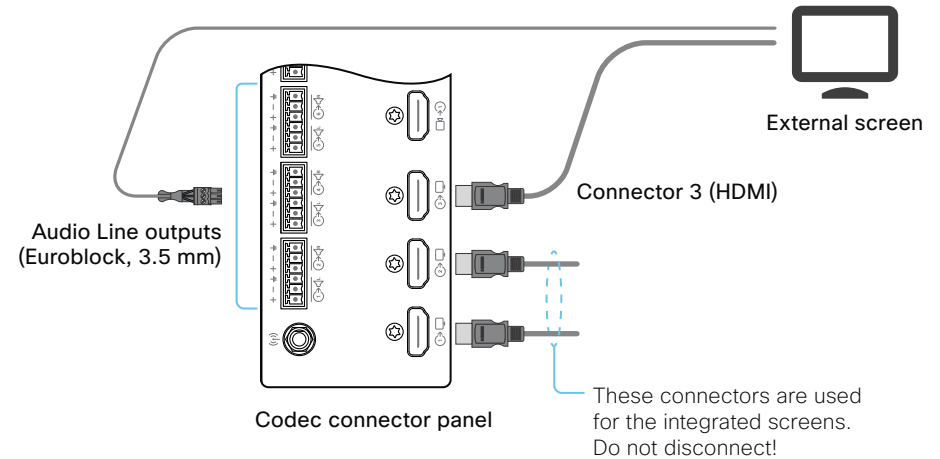 External screen
Connector 3 (HDMI)
Audio Line outputs
(Euroblock, 3.5 mm)
Codec connector panel
These connectors are used
for the integrated screens.
Do not disconnect!